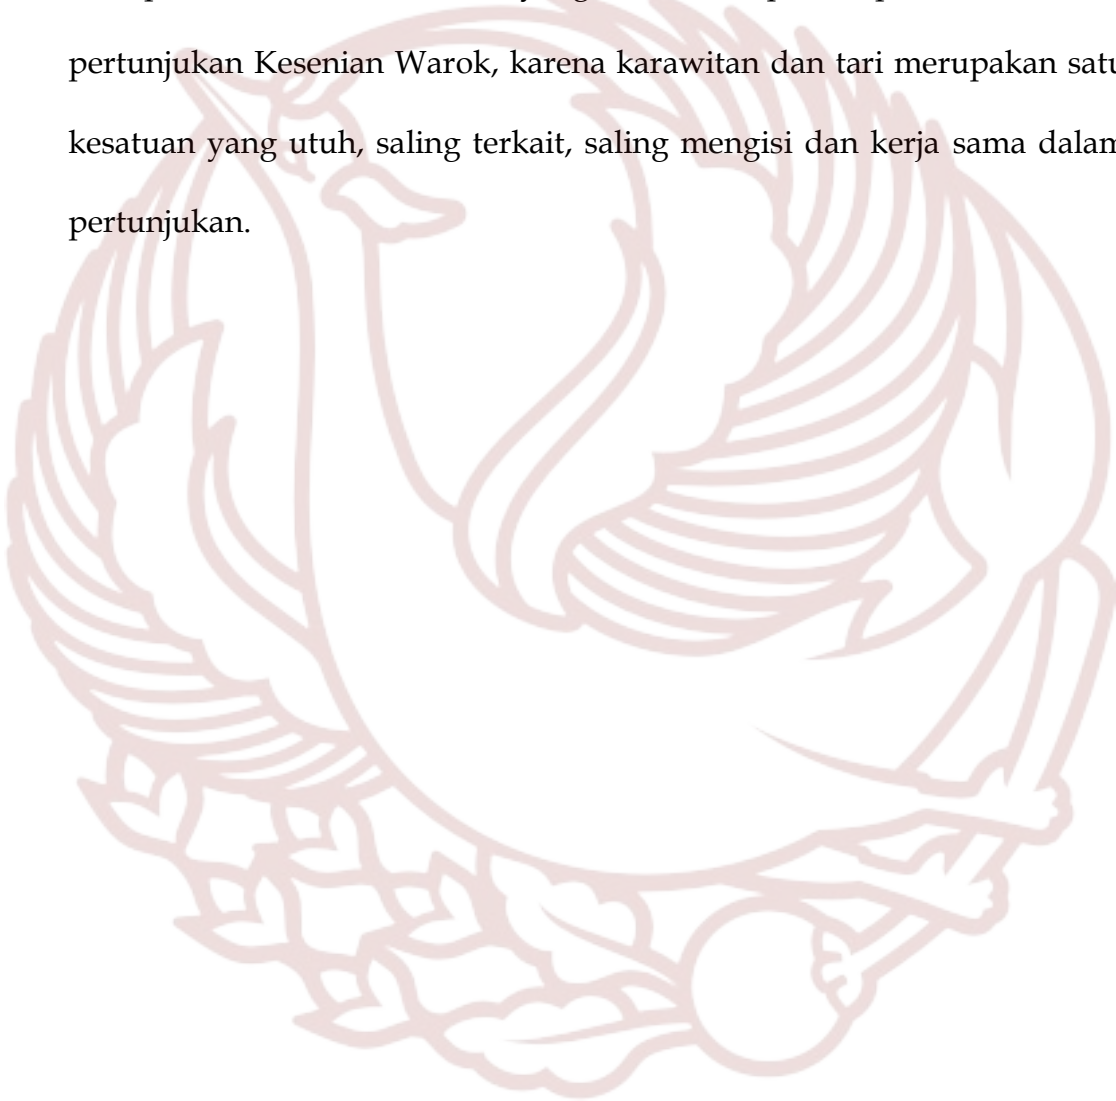 pertunjukan Kesenian Warok, karena karawitan dan tari merupakan satu
kesatuan yang utuh, saling terkait, saling mengisi dan kerja sama dalam
pertunjukan.